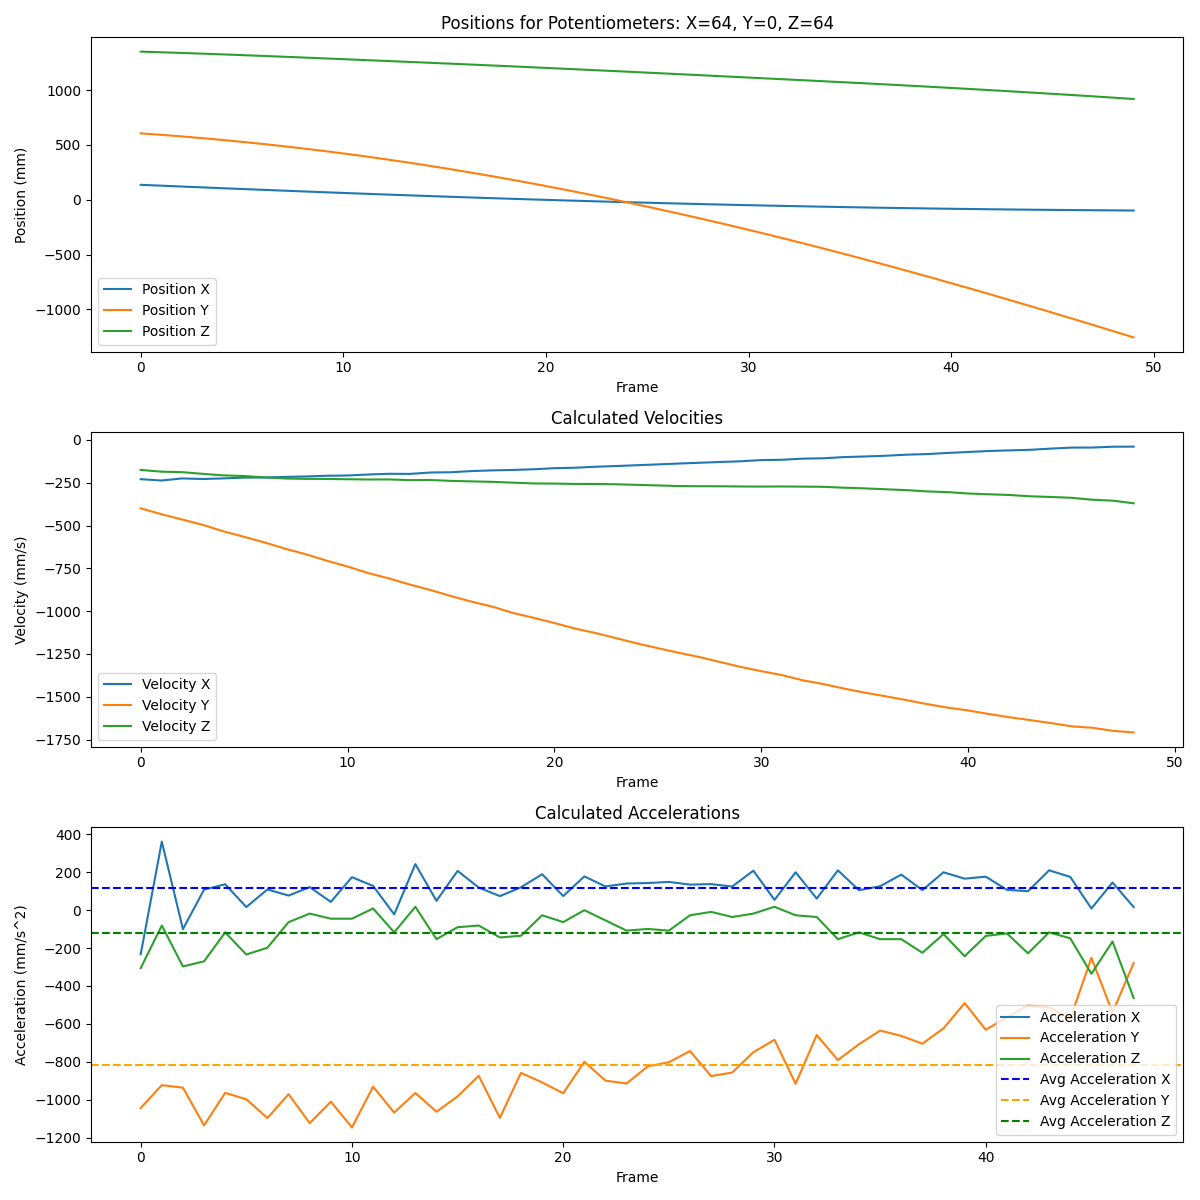 Positions for Potentiometers: X=64, Y=0, Z=64
Position (mm)
1000
500
0
−500
−1000
Position X
Position Y
Position Z
0 10 20 30 40 50
Frame
Calculated Velocities
Velocity (mm/s)
0
−250
−500
−750
−1000
−1250
−1500
−1750
Velocity X
Velocity Y
Velocity Z
0 10 20 30 40 50
Frame
Calculated Accelerations
Acceleration (mm/s^2)
400
200
0
−200
−400
−600
−800
−1000
−1200
Acceleration X
Acceleration Y
Acceleration Z
Avg Acceleration X
Avg Acceleration Y
Avg Acceleration Z
0 10 20 30 40
Frame